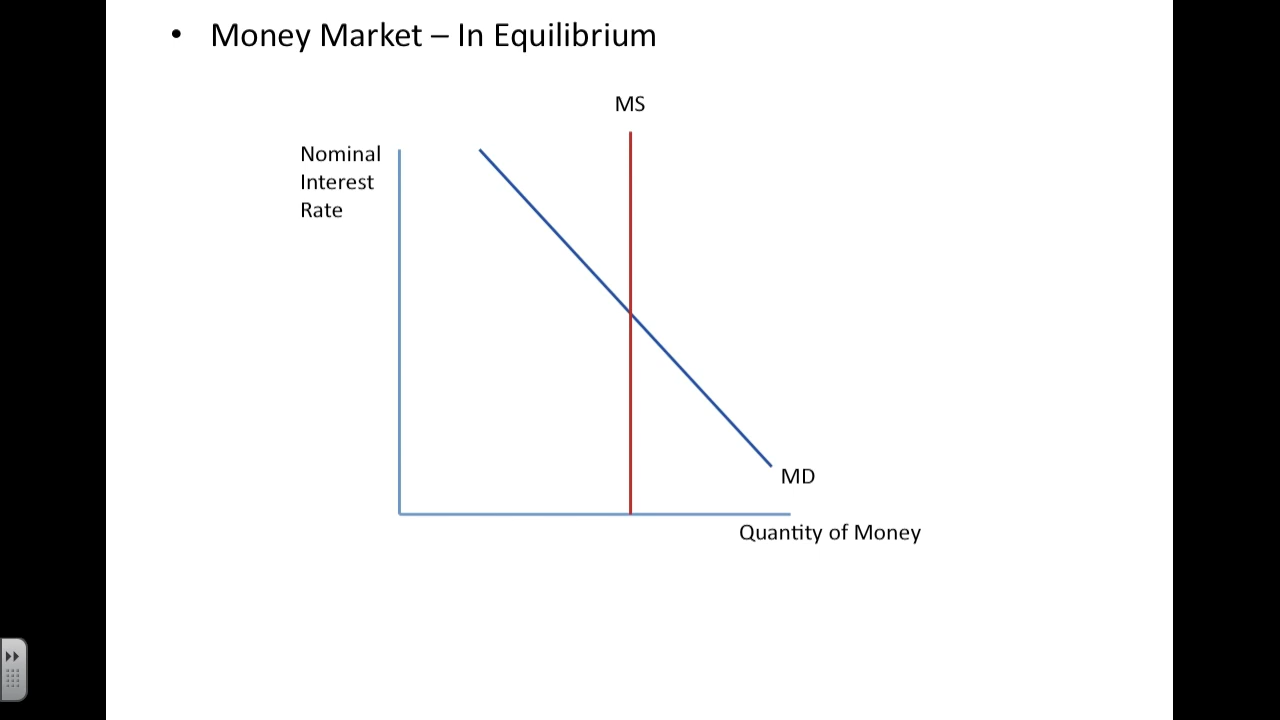 • Money Market – In Equilibrium
MS
Nominal
Interest
Rate
MD
Quantity of Money